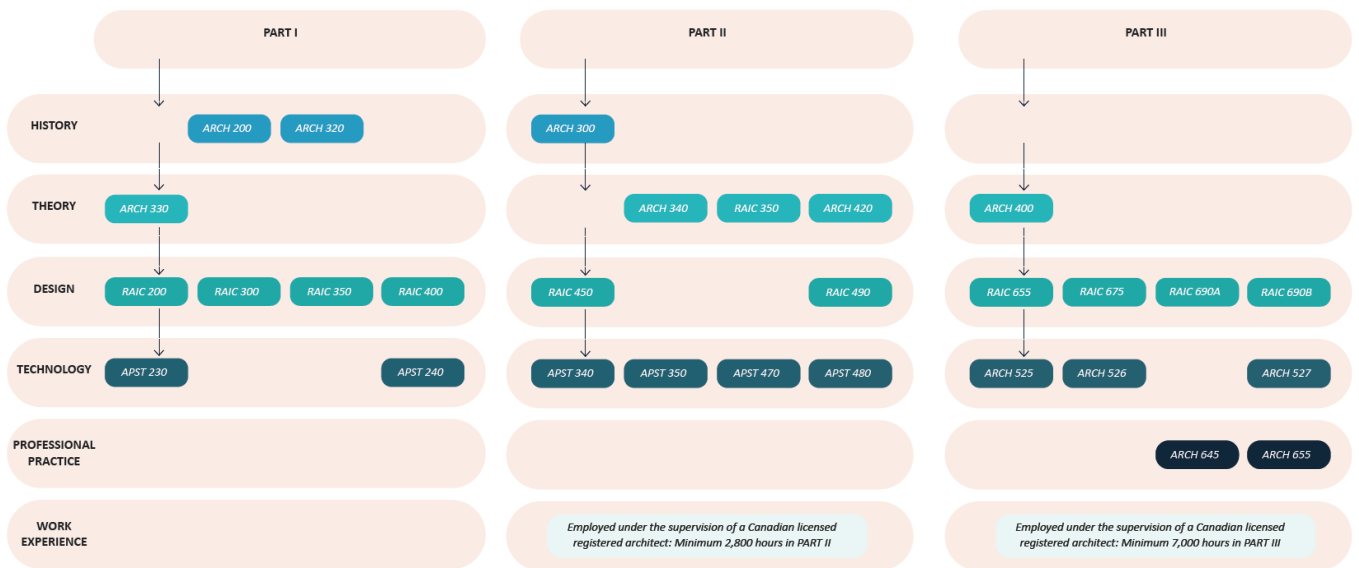 PART I
PART II
PART III
HISTORY
ARCH 200
ARCH 320
ARCH 300
THEORY
ARCH 330
ARCH 340
RAIC 350
ARCH 420
ARCH 400
DESIGN
RAIC 200
RAIC 300
RAIC 350
RAIC 400
RAIC 450
RAIC 490
RAIC 655
RAIC 675
RAIC 690A
RAIC 690B
TECHNOLOGY
APST 230
APST 240
APST 340
APST 350
APST 470
APST 480
ARCH 525
ARCH 526
ARCH 527
PROFESSIONAL
PRACTICE
ARCH 645
ARCH 655
WORK
EXPERIENCE
Employed under the supervision of a Canadian licensed
registered architect: Minimum 2,800 hours in PART II
Employed under the supervision of a Canadian licensed
registered architect: Minimum 7,000 hours in PART III